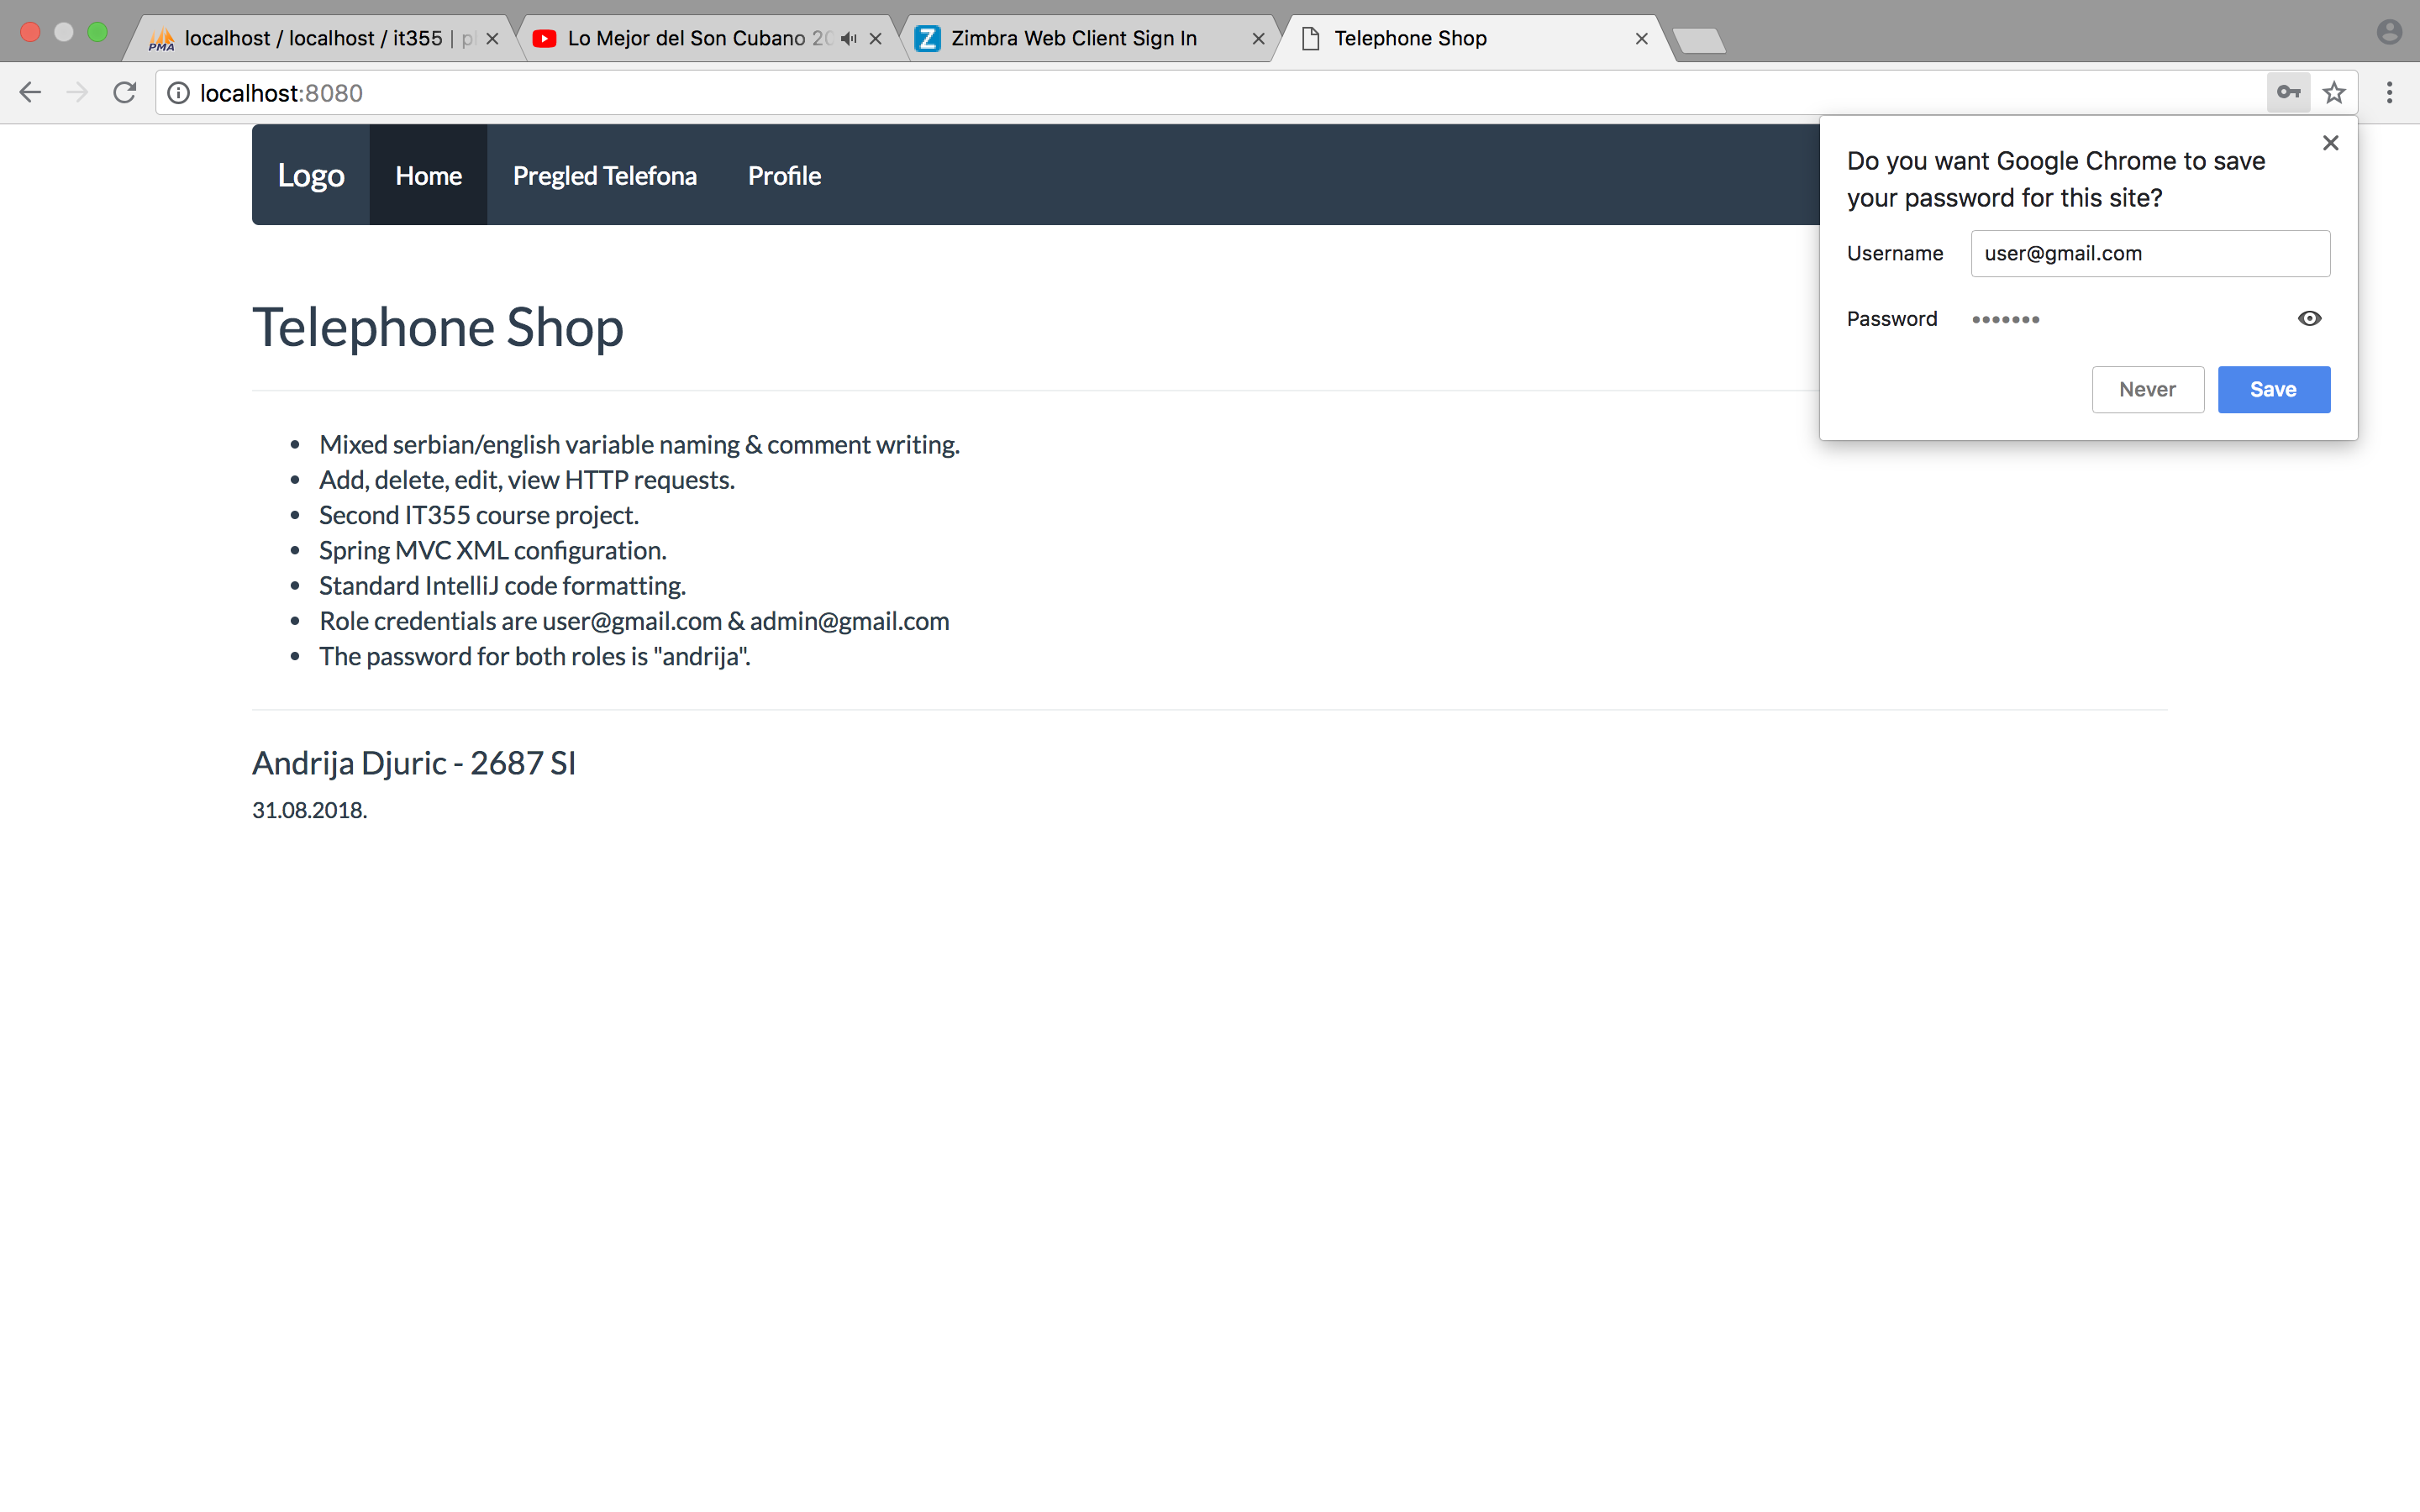 PMA localhost / localhost / it355 | p
Lo Mejor del Son Cubano 20
Z Zimbra Web Client Sign In
Telephone Shop
localhost:8080
Logo Home Pregled Telefona Profile
Do you want Google Chrome to save
your password for this site?
Username user@gmail.com
Password •••••••
Never Save
Telephone Shop
• Mixed serbian/english variable naming & comment writing.
• Add, delete, edit, view HTTP requests.
• Second IT355 course project.
• Spring MVC XML configuration.
• Standard IntelliJ code formatting.
• Role credentials are user@gmail.com & admin@gmail.com
• The password for both roles is "andrija".
Andrija Djuric - 2687 SI
31.08.2018.